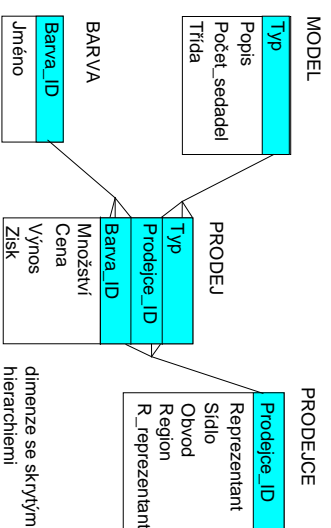 MODEL
Typ
Popis
Počet_sedadel
Třída
BARVA
Barva_ID
Jméno
PRODEJ
Typ
Prodejce_ID
Barva_ID
Množství
Cena
Výnos
Zisk
PRODEJCE
Prodejce_ID
Reprezentant
Sídlo
Obvod
Region
R_reprezentant
dimenze se skrytým
hierarchiemi